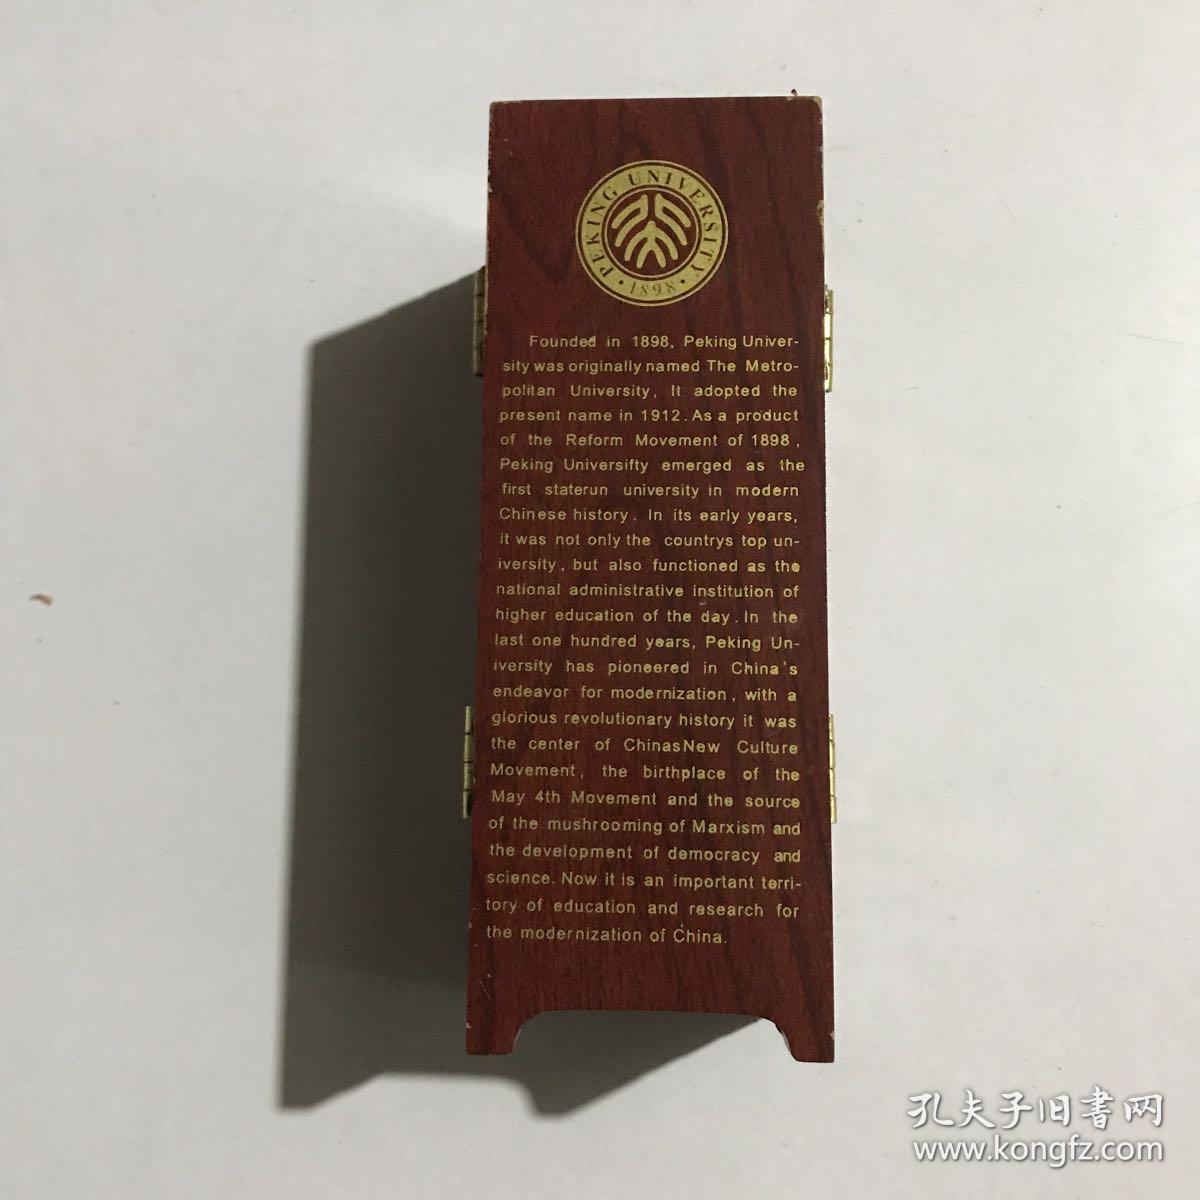 PEKING UNIVERSITY
·1898·
Founded in 1898, Peking Univer-
sity was originally named The Metro-
politan University, It adopted the
present name in 1912. As a product
of the Reform Movement of 1898,
Peking Universifty emerged as the
first staterun university in modern
Chinese history. In its early years,
it was not only the countrys top un-
iversity, but also functioned as the
national administrative institution of
higher education of the day. In the
last one hundred years, Peking Un-
iversity has pioneered in China's
endeavor for modernization, with a
glorious revolutionary history it was
the center of ChinasNew Culture
Movement, the birthplace of the
May 4th Movement and the source
of the mushrooming of Marxism and
the development of democracy and
science. Now it is an important terri-
tory of education and research for
the modernization of China.
孔夫子旧書网
www.kongfz.com